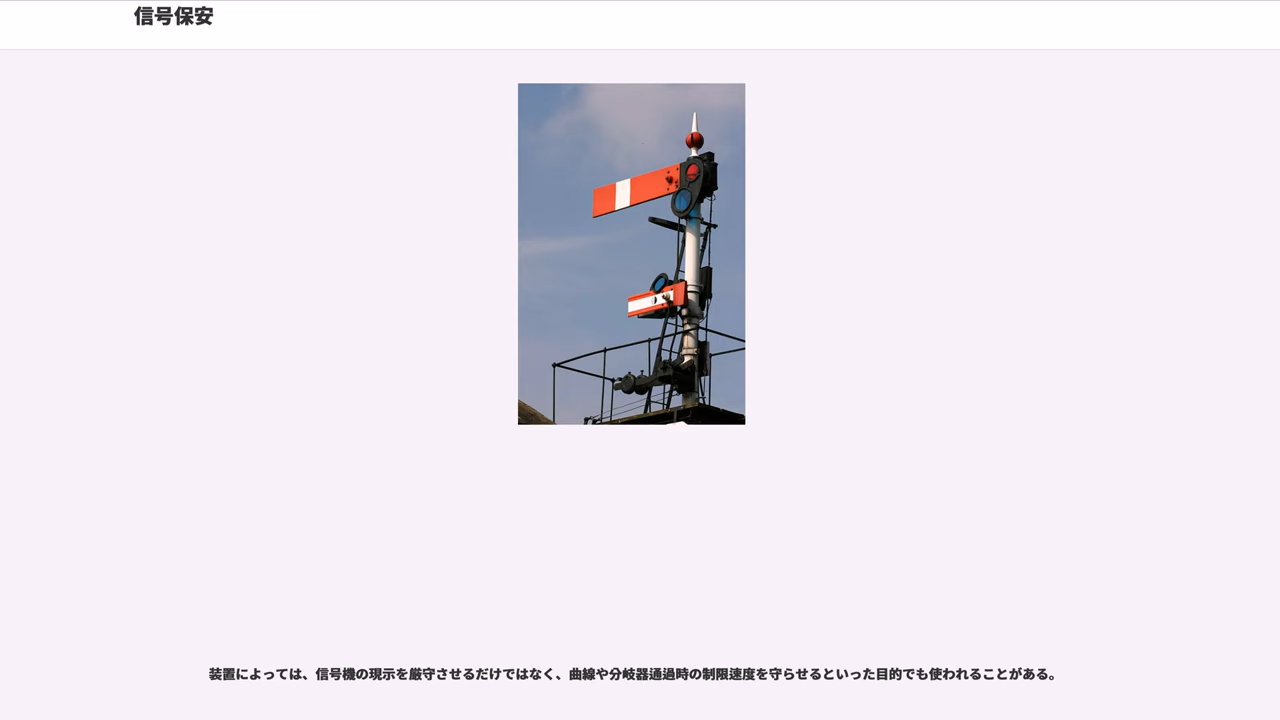 信号保安
装置によっては、信号機の現示を厳守させるだけではなく、曲線や分岐器通過時の制限速度を守らせるといった目的でも使われることがある。